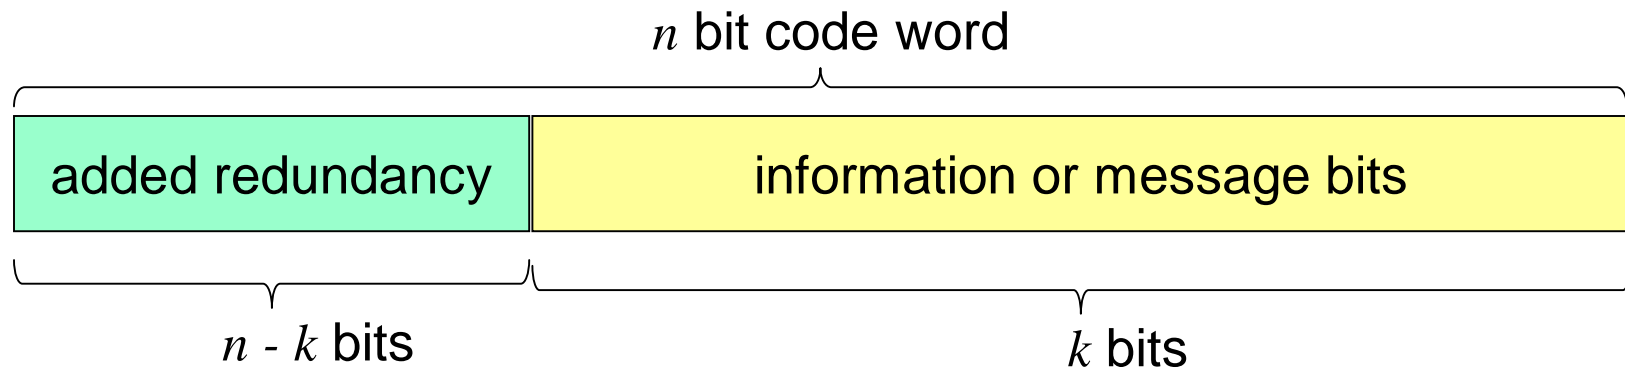 n bit code word
added redundancy
information or message bits
n - k bits
k bits